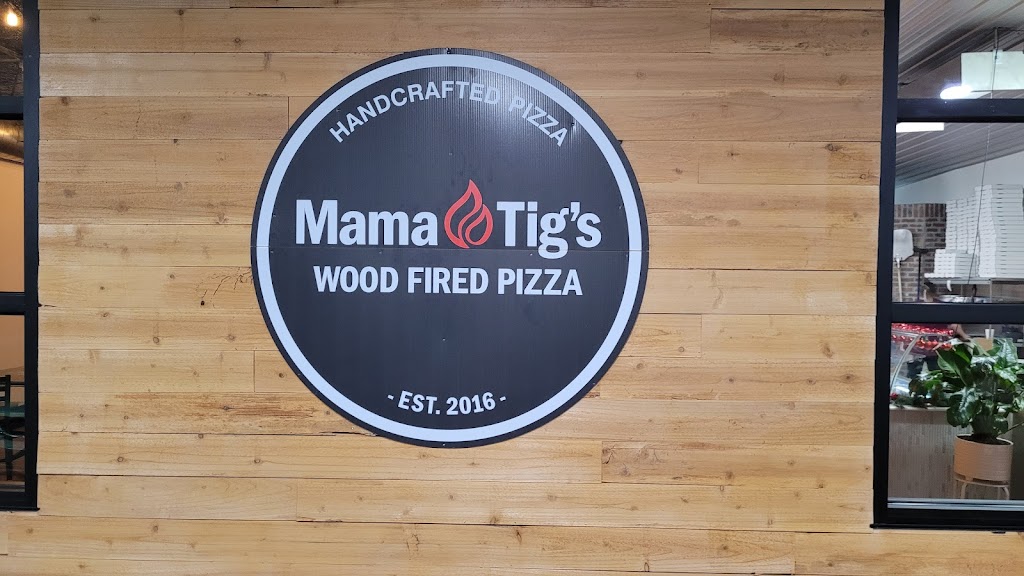 HANDCRAFTED PIZZA
Mama Tig's
WOOD FIRED PIZZA
- EST. 2016 -